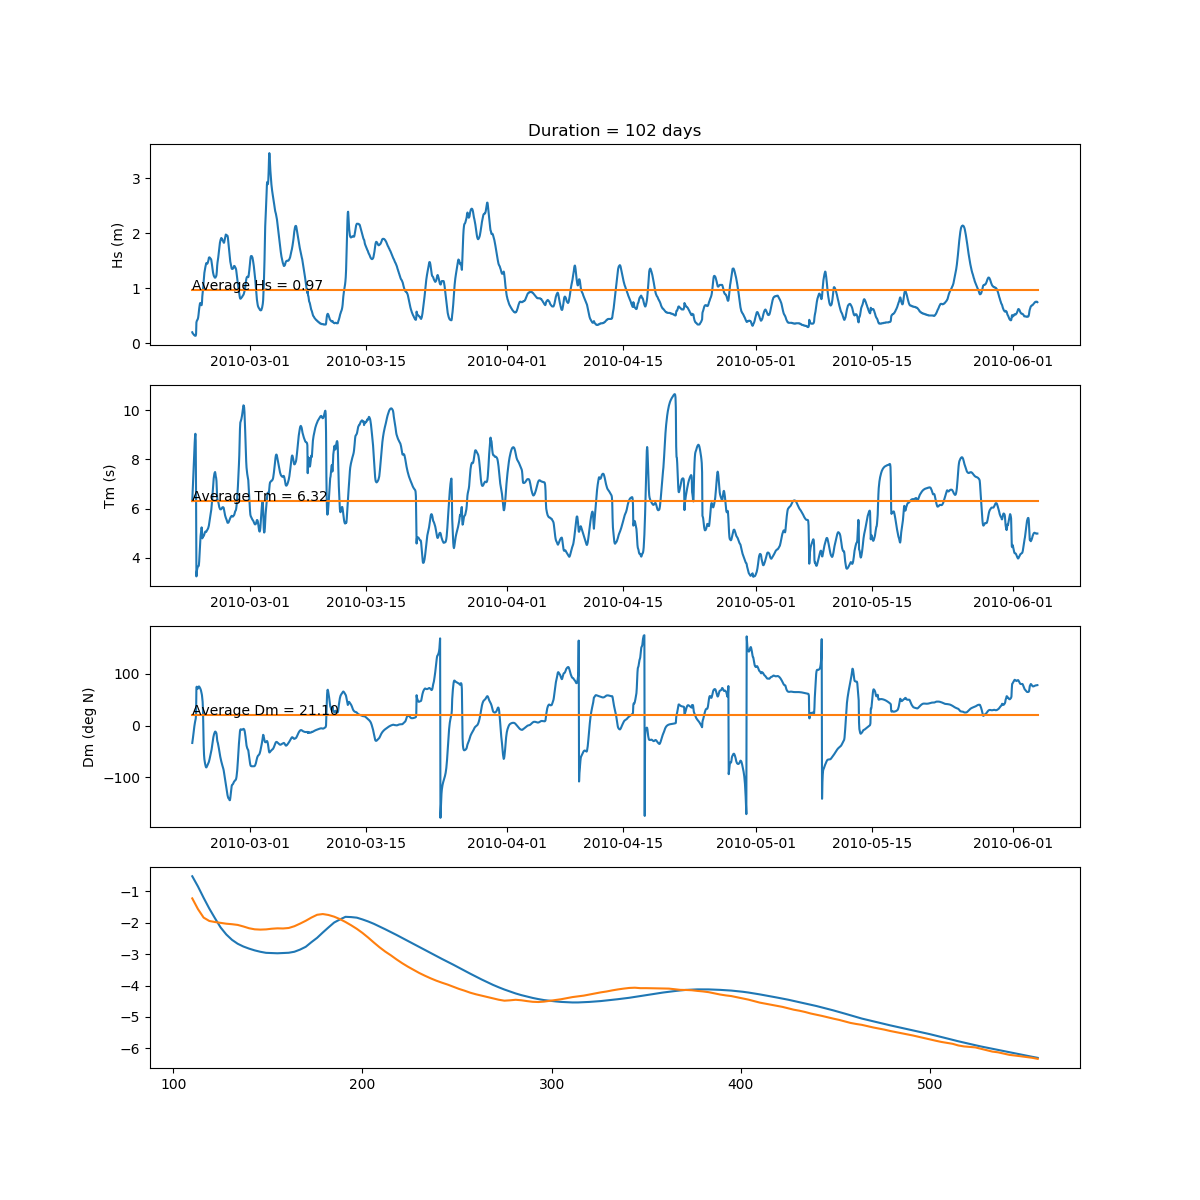 Duration = 102 days
Hs (m)
3
2
1
0
Average Hs = 0.97
2010-03-01 2010-03-15 2010-04-01 2010-04-15 2010-05-01 2010-05-15 2010-06-01
Tm (s)
10
8
6
4
Average Tm = 6.32
2010-03-01 2010-03-15 2010-04-01 2010-04-15 2010-05-01 2010-05-15 2010-06-01
Dm (deg N)
100
0
−100
Average Dm = 21.10
2010-03-01 2010-03-15 2010-04-01 2010-04-15 2010-05-01 2010-05-15 2010-06-01
−1
−2
−3
−4
−5
−6
100 200 300 400 500